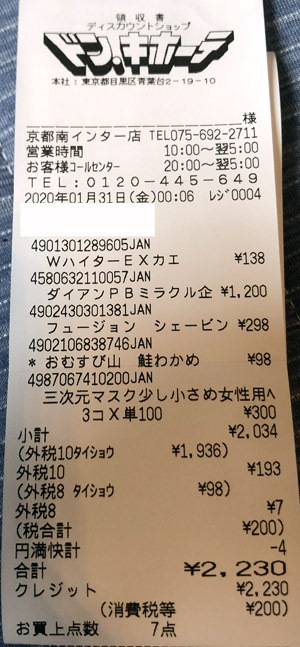 領収書
ディスカウントショップ
ドン.キホーテ
本社:東京都目黒区青葉台2-19-10
様
京都南インター店 TEL075-692-2711
営業時間 10:00~翌5:00
お客様コールセンター 20:00~翌5:00
TEL:0120-445-649
2020年01月31日(金)00:06 レジ0004
4901301289605JAN
WハイターEXカエ ¥138
4580632110057JAN
ダイアンPBミラクル企 ¥1,200
4902430301381JAN
フュージョン シェービン ¥298
4902106838746JAN
* おむすび山 鮭わかめ ¥98
4987067410200JAN
三次元マスク少し小さめ女性用ヘ
3コX単100 ¥300
小計 ¥2,034
(外税10タイショウ ¥1,936)
外税10 ¥193
(外税8 タイショウ ¥98)
外税8 ¥7
(税合計 ¥200)
円満快計 -4
合計 ¥2,230
クレジット ¥2,230
(消費税等 ¥200)
お買上点数 7点